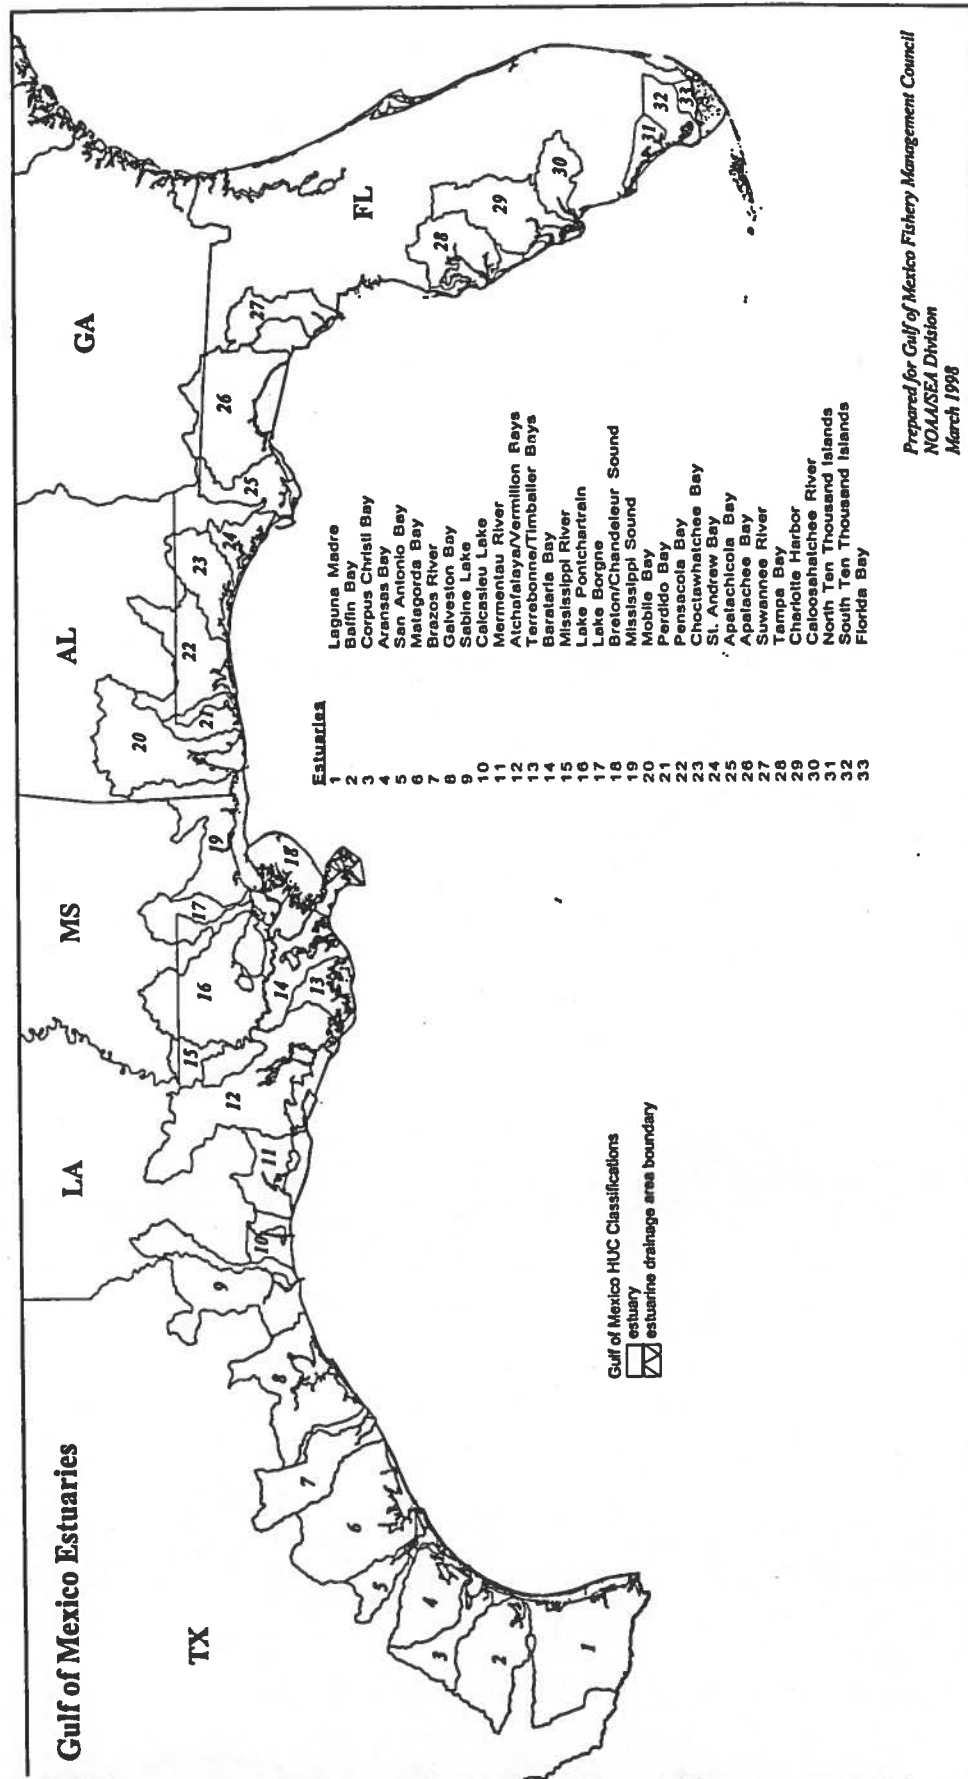 Gulf of Mexico Estuaries
TX
LA
MS
AL
GA
FL
1
2
3
4
5
6
7
8
9
10
11
12
13
14
15
16
17
18
19
20
21
22
23
24
25
26
27
28
29
30
31
32
33
Estuaries
1 Laguna Madre
2 Baffin Bay
3 Corpus Christi Bay
4 Aransas Bay
5 San Antonio Bay
6 Matagorda Bay
7 Brazos River
8 Galveston Bay
9 Sabine Lake
10 Calcasieu Lake
11 Mermentau River
12 Atchafalaya/Vermilion Bays
13 Terrebonne/Timbalier Bays
14 Barataria Bay
15 Mississippi River
16 Lake Pontchartrain
17 Lake Borgne
18 Breton/Chandeleur Sound
19 Mississippi Sound
20 Mobile Bay
21 Perdido Bay
22 Pensacola Bay
23 Choctawhatchee Bay
24 St. Andrew Bay
25 Apalachicola Bay
26 Apalachee Bay
27 Suwannee River
28 Tampa Bay
29 Charlotte Harbor
30 Caloosahatchee River
31 North Ten Thousand Islands
32 South Ten Thousand Islands
33 Florida Bay
Gulf of Mexico HUC Classifications
estuary
estuarine drainage area boundary
Prepared for Gulf of Mexico Fishery Management Council
NOAA/SEA Division
March 1998